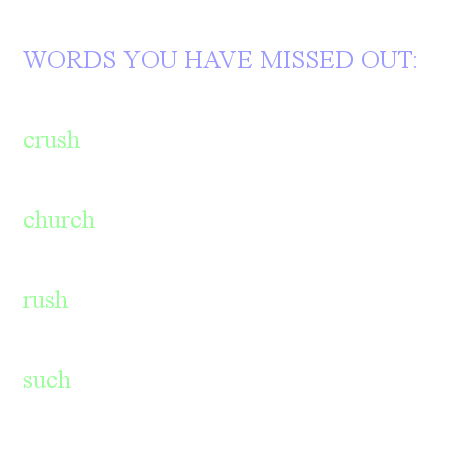 WORDS YOU HAVE MISSED OUT:
crush
church
rush
such